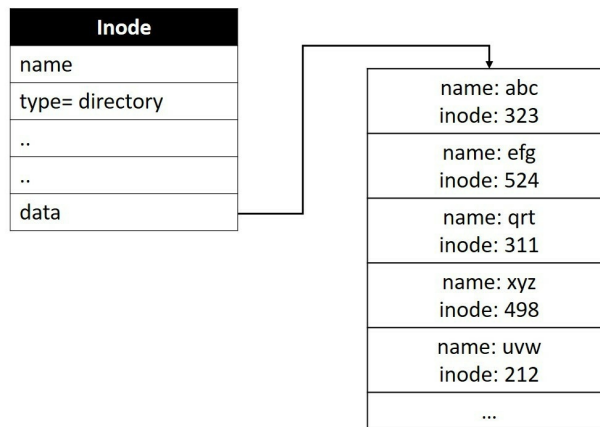 Inode
name
type= directory
..
..
data
name: abc
inode: 323
name: efg
inode: 524
name: qrt
inode: 311
name: xyz
inode: 498
name: uvw
inode: 212
...